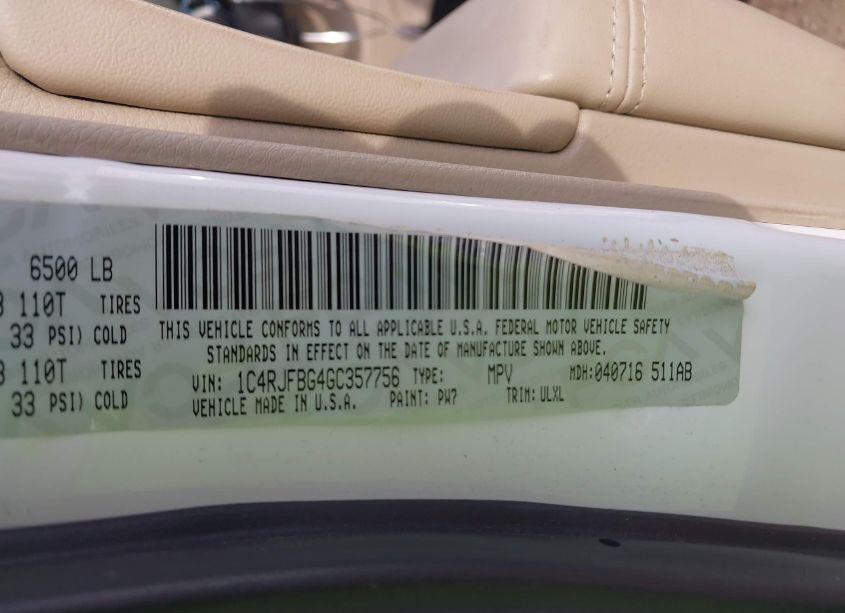 6500 LB
110T TIRES
33 PSI) COLD
110T TIRES
33 PSI) COLD
THIS VEHICLE CONFORMS TO ALL APPLICABLE U.S.A. FEDERAL MOTOR VEHICLE SAFETY
STANDARDS IN EFFECT ON THE DATE OF MANUFACTURE SHOWN ABOVE.
VIN: 1C4RJFBG4GC357756 TYPE: MPV MDH:040716 511AB
VEHICLE MADE IN U.S.A. PAINT: PW7 TRIM: ULXL